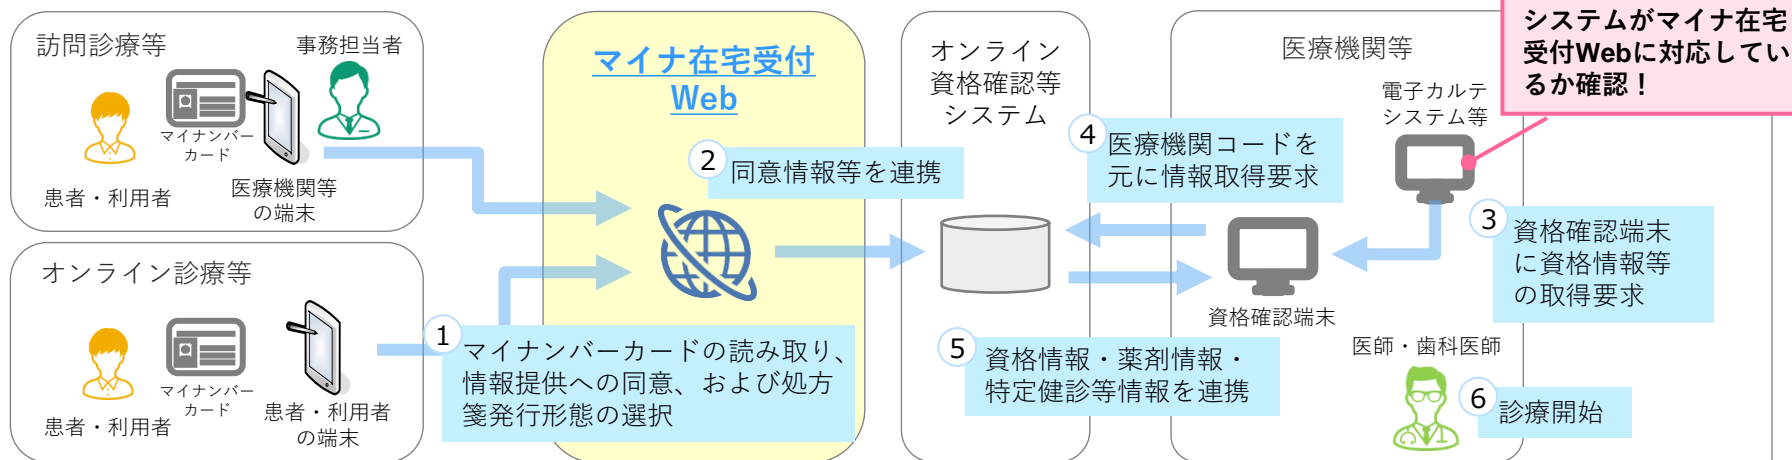 訪問診療等
事務担当者
マイナンバー
カード
患者・利用者
医療機関等
の端末
オンライン診療等
マイナンバー
カード
患者・利用者
患者・利用者
の端末
マイナ在宅受付
Web
1
マイナンバーカードの読み取り、
情報提供への同意、および処方
箋発行形態の選択
2
同意情報等を連携
オンライン
資格確認等
システム
医療機関等
電子カルテ
システム等
システムがマイナ在宅
受付Webに対応してい
るか確認！
3
資格確認端末
に資格情報等
の取得要求
4
医療機関コードを
元に情報取得要求
資格確認端末
5
資格情報・薬剤情報・
特定健診等情報を連携
医師・歯科医師
6
診療開始